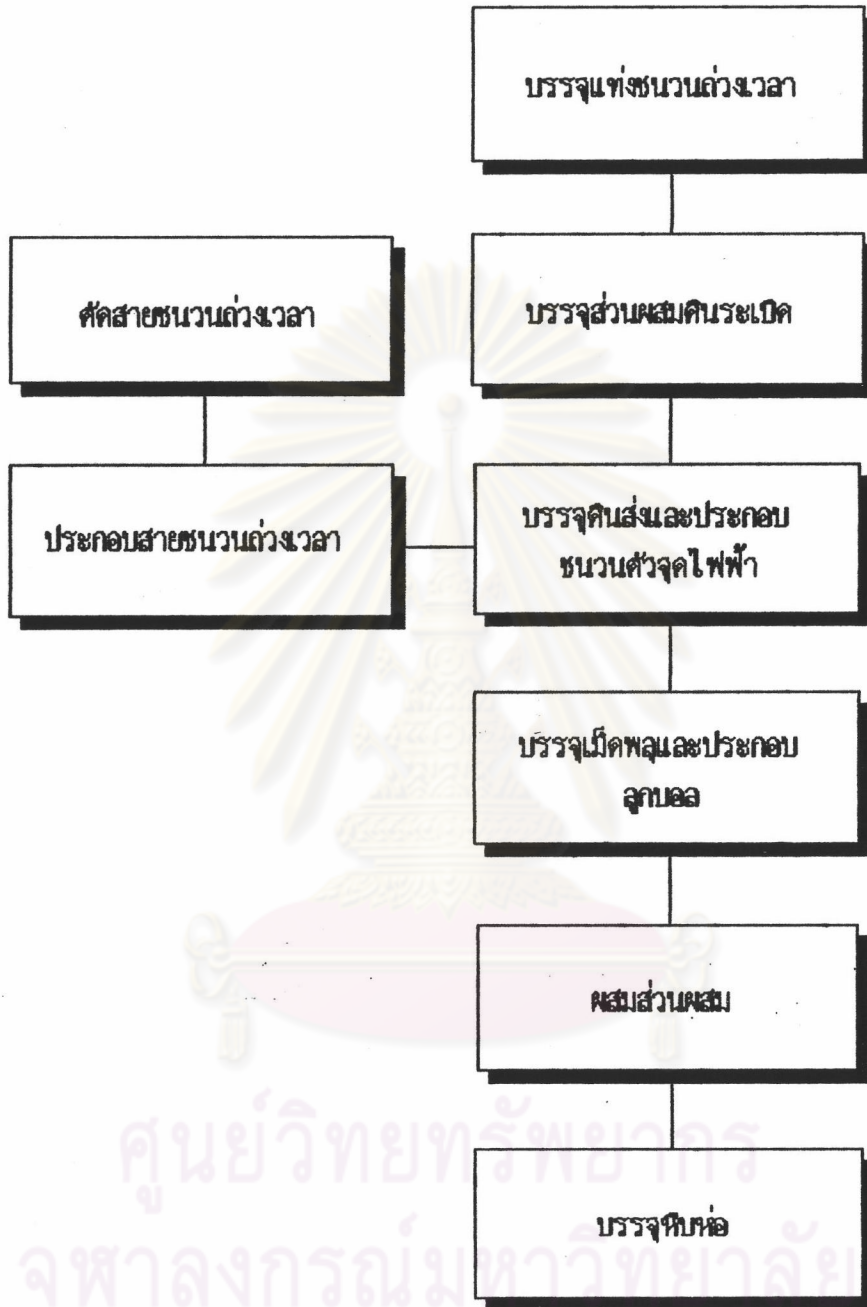 บรรจุแท่งชนวนถ่วงเวลา
ตัดสายชนวนถ่วงเวลา
บรรจุส่วนผสมดินระเบิด
ประกอบสายชนวนถ่วงเวลา
บรรจุดินส่งและประกอบ
ชนวนตัวจุดไฟฟ้า
บรรจุเม็ดพลุและประกอบ
ลูกบอล
ผสมส่วนผสม
บรรจุหีบห่อ
ศูนย์วิทยทรัพยากร
จุฬาลงกรณ์มหาวิทยาลัย